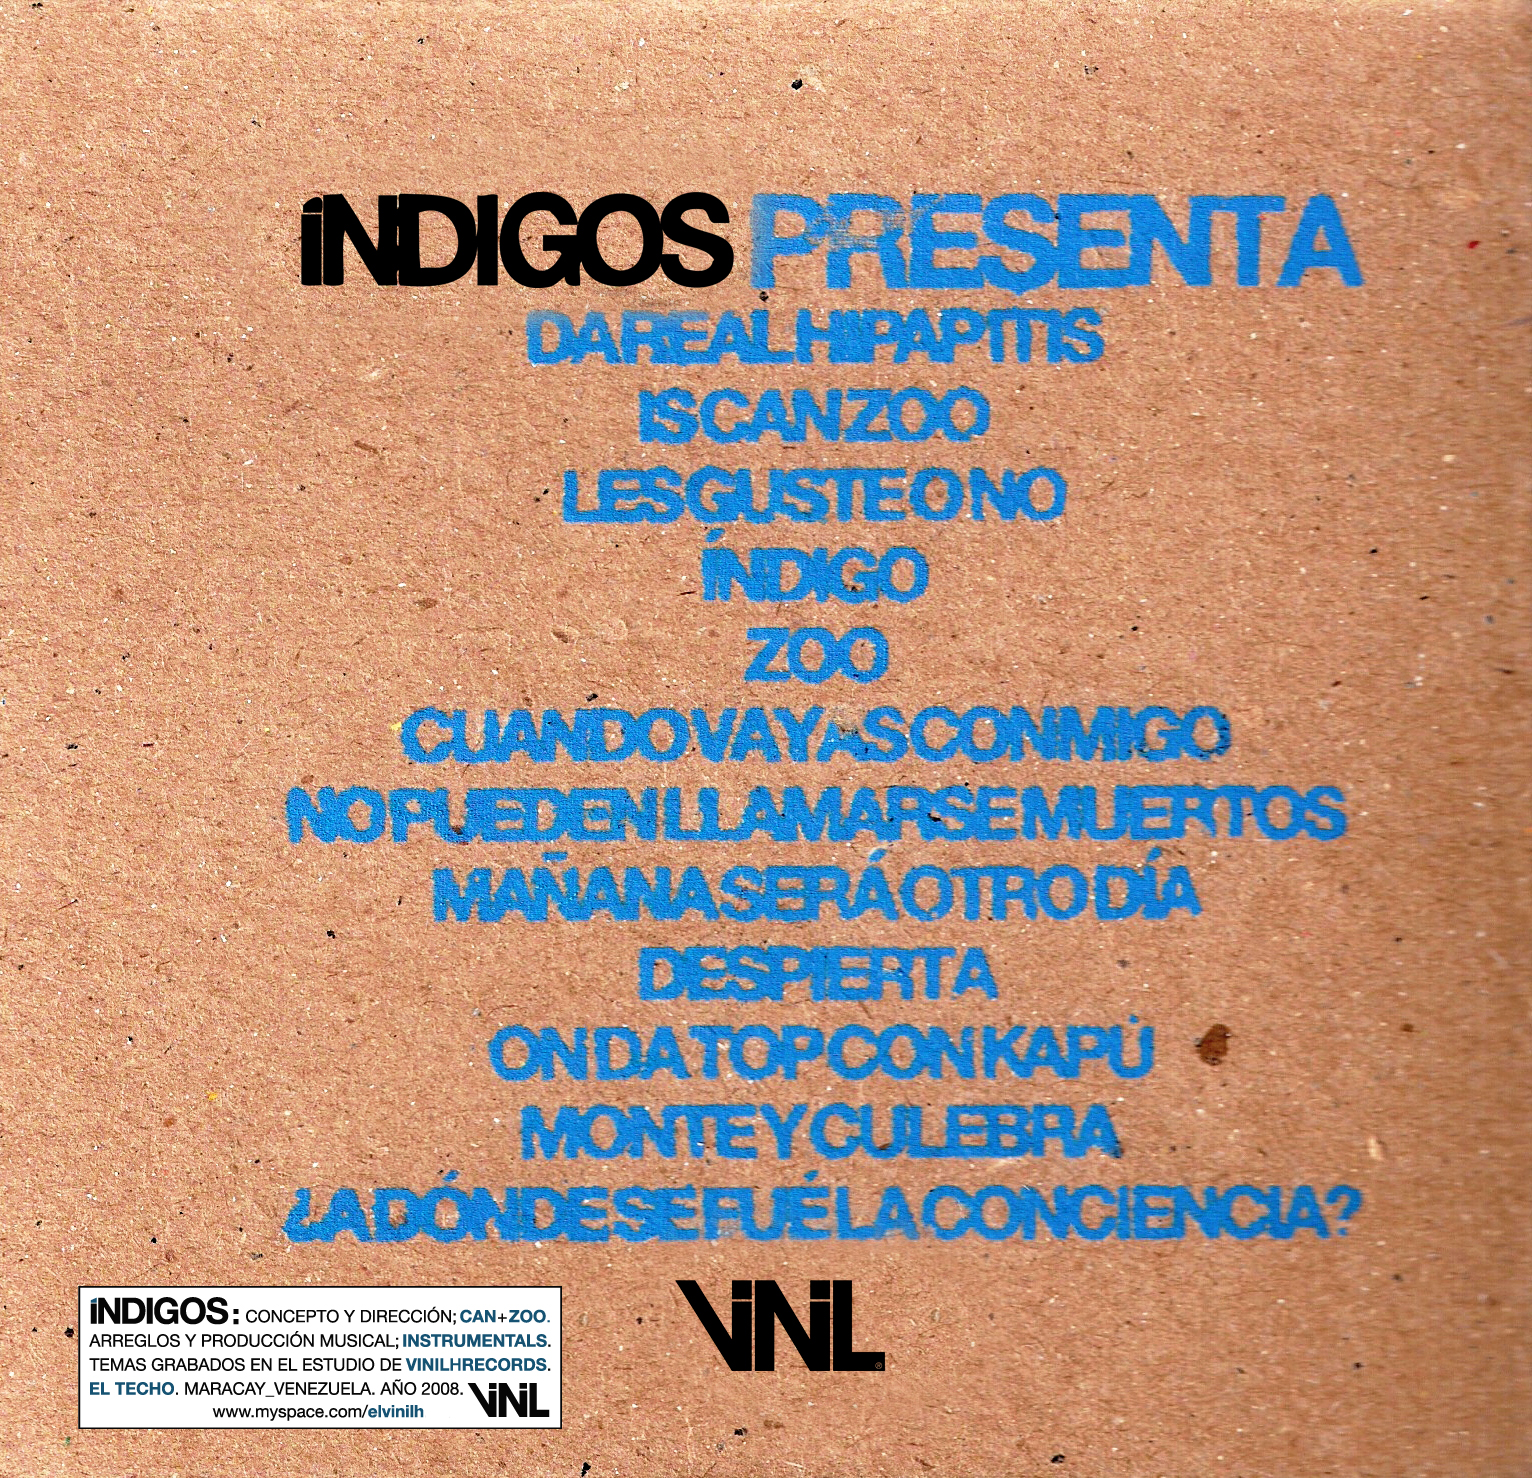 íNDIGOS PRESENTA
DA REAL HIPAPITIS
IS CAN ZOO
LES GUSTE O NO
ÍNDIGO
ZOO
CUANDO VAYAS CONMIGO
NO PUEDEN LLAMARSE MUERTOS
MAÑANA SERÁ OTRO DÍA
DESPIERTA
ON DA TOP CON KAPÚ
MONTE Y CULEBRA
¿A DÓNDE SE FUÉ LA CONCIENCIA?
ViNiL®
íNDIGOS: CONCEPTO Y DIRECCIÓN; CAN+ZOO.
ARREGLOS Y PRODUCCIÓN MUSICAL; INSTRUMENTALS.
TEMAS GRABADOS EN EL ESTUDIO DE VINILHRECORDS.
EL TECHO. MARACAY_VENEZUELA. AÑO 2008. ViNiL
www.myspace.com/elvinilh